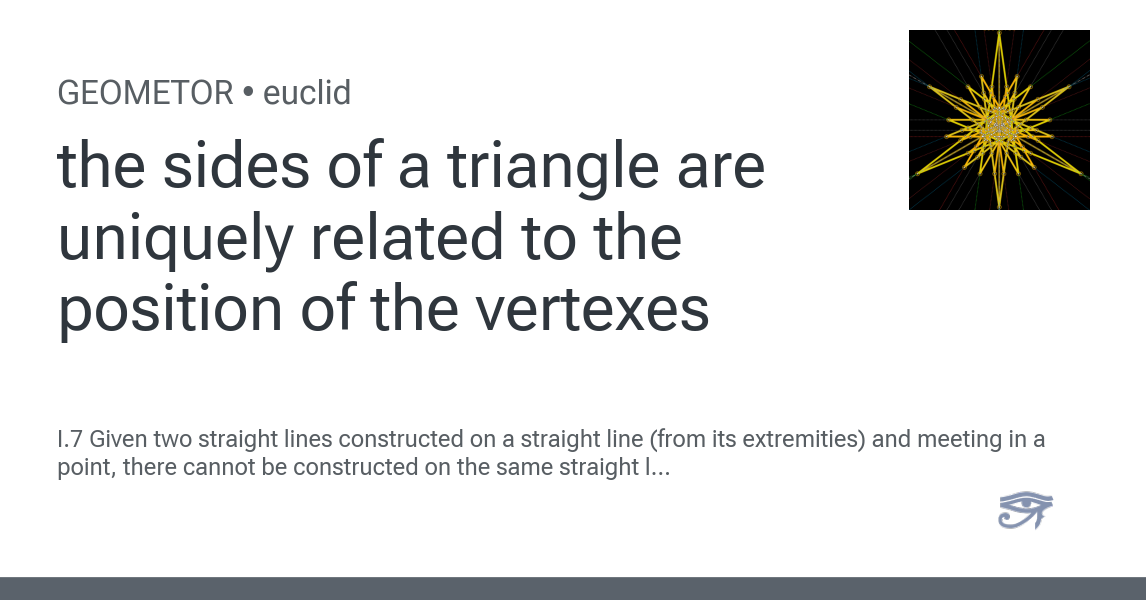 GEOMETOR • euclid
the sides of a triangle are
uniquely related to the
position of the vertexes
I.7 Given two straight lines constructed on a straight line (from its extremities) and meeting in a
point, there cannot be constructed on the same straight l...